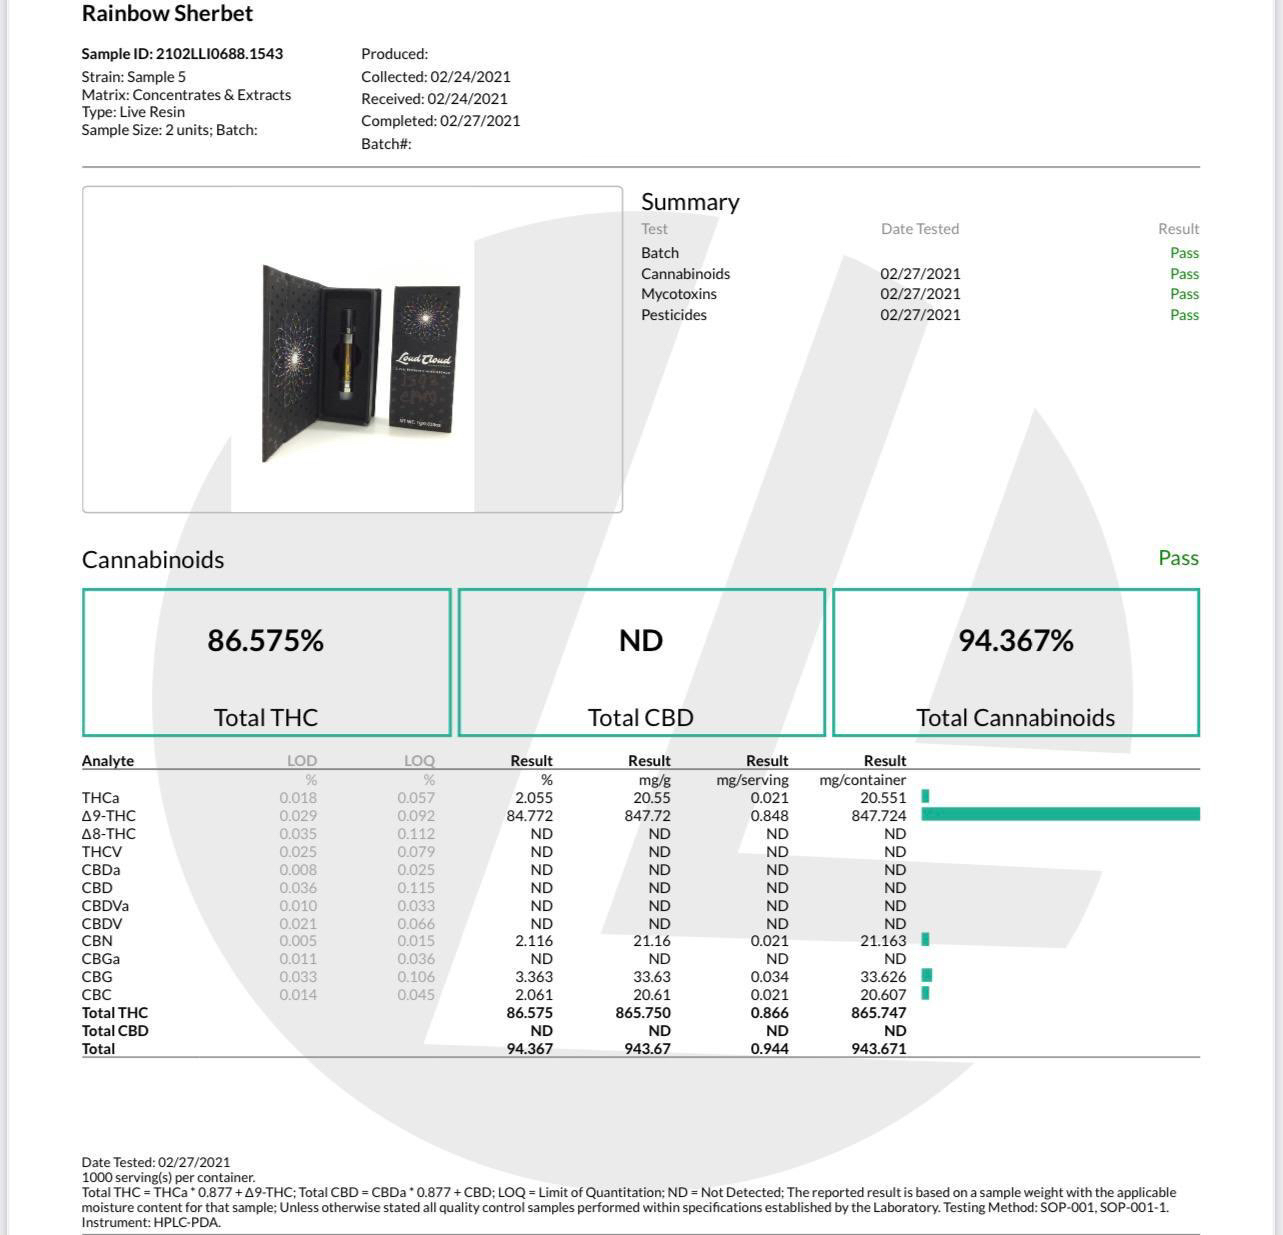 Rainbow Sherbet
Sample ID: 2102LLI0688.1543
Strain: Sample 5
Matrix: Concentrates & Extracts
Type: Live Resin
Sample Size: 2 units; Batch:
Produced:
Collected: 02/24/2021
Received: 02/24/2021
Completed: 02/27/2021
Batch#:
Loud Cloud
NET WT. 1g/0.035oz
Summary
Test Date Tested Result
Batch Pass
Cannabinoids 02/27/2021 Pass
Mycotoxins 02/27/2021 Pass
Pesticides 02/27/2021 Pass
Cannabinoids Pass
86.575% ND 94.367%
Total THC Total CBD Total Cannabinoids
Analyte LOD LOQ Result Result Result Result
% % % mg/g mg/serving mg/container
THCa 0.018 0.057 2.055 20.55 0.021 20.551
Δ9-THC 0.029 0.092 84.772 847.72 0.848 847.724
Δ8-THC 0.035 0.112 ND ND ND ND
THCV 0.025 0.079 ND ND ND ND
CBDa 0.008 0.025 ND ND ND ND
CBD 0.036 0.115 ND ND ND ND
CBDVa 0.010 0.033 ND ND ND ND
CBDV 0.021 0.066 ND ND ND ND
CBN 0.005 0.015 2.116 21.16 0.021 21.163
CBGa 0.011 0.036 ND ND ND ND
CBG 0.033 0.106 3.363 33.63 0.034 33.626
CBC 0.014 0.045 2.061 20.61 0.021 20.607
Total THC 86.575 865.750 0.866 865.747
Total CBD ND ND ND ND
Total 94.367 943.67 0.944 943.671
Date Tested: 02/27/2021
1000 serving(s) per container.
Total THC = THCa * 0.877 + Δ9-THC; Total CBD = CBDa * 0.877 + CBD; LOQ = Limit of Quantitation; ND = Not Detected; The reported result is based on a sample weight with the applicable
moisture content for that sample; Unless otherwise stated all quality control samples performed within specifications established by the Laboratory. Testing Method: SOP-001, SOP-001-1.
Instrument: HPLC-PDA.